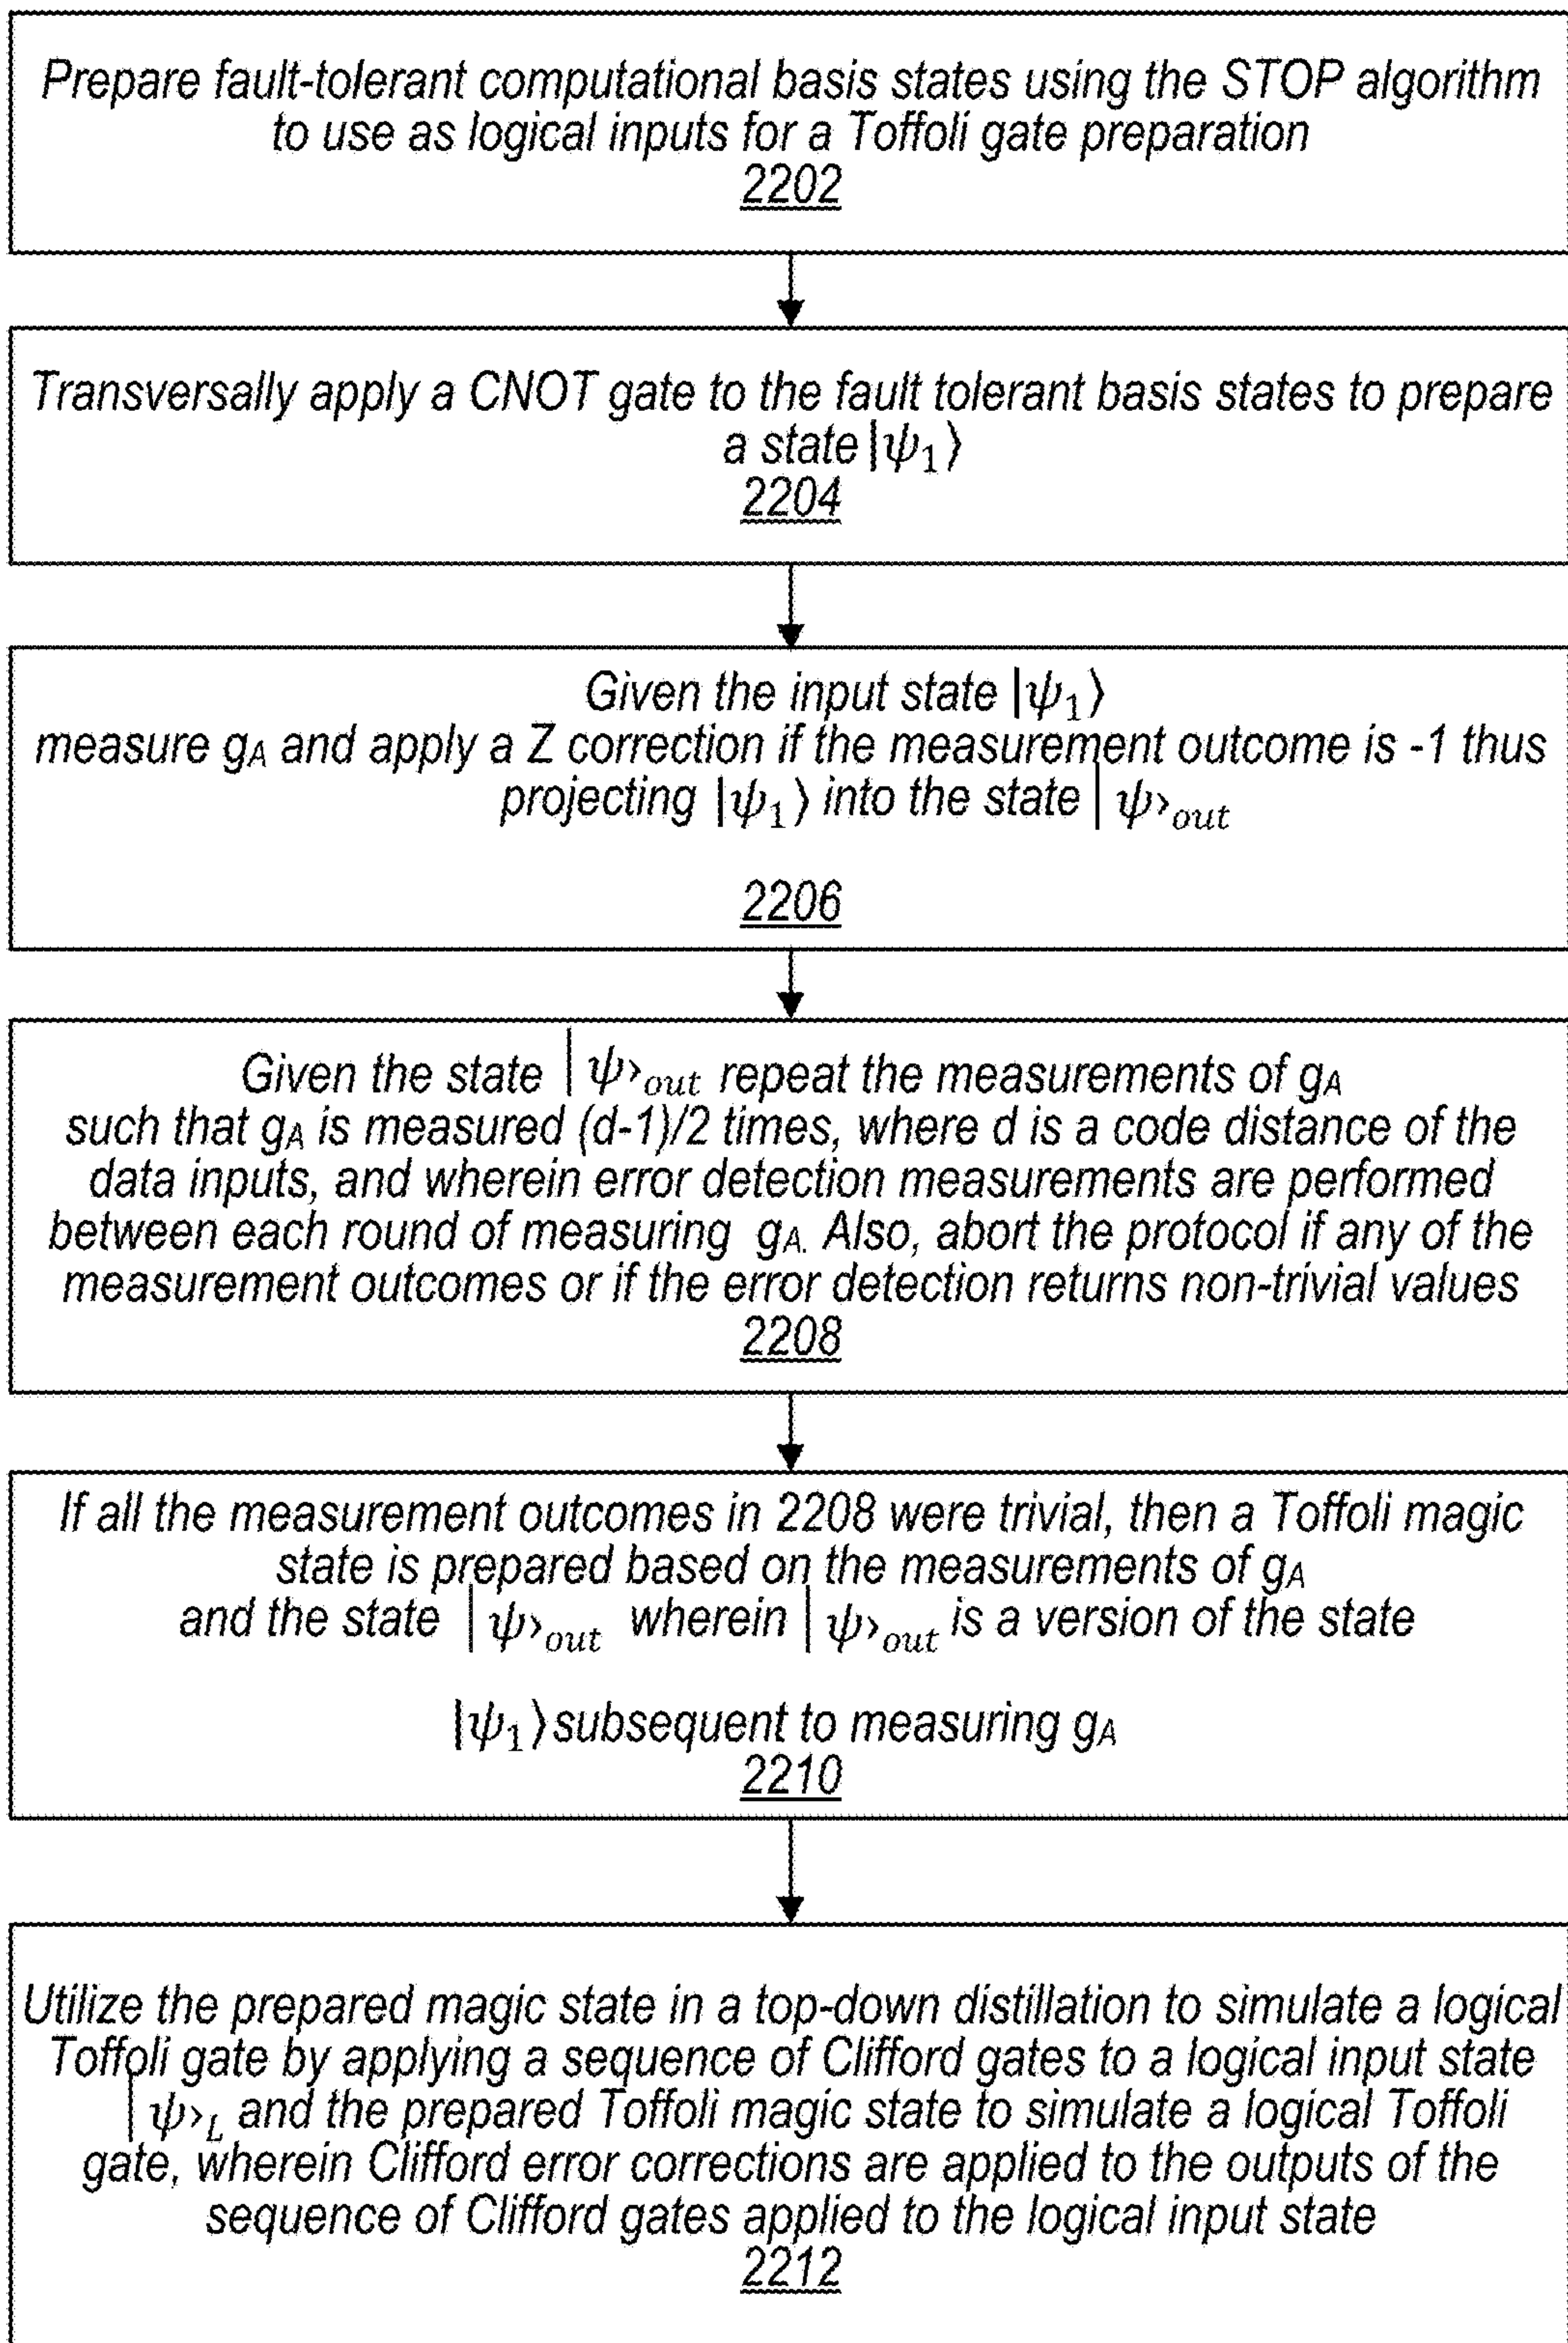 Prepare fault-tolerant computational basis states using the STOP algorithm
to use as logical inputs for a Toffoli gate preparation
2202
Transversally apply a CNOT gate to the fault tolerant basis states to prepare
a state |ψ₁⟩
2204
Given the input state |ψ₁⟩
measure gA and apply a Z correction if the measurement outcome is -1 thus
projecting |ψ₁⟩ into the state |ψ›out
2206
Given the state |ψ›out repeat the measurements of gA
such that gA is measured (d-1)/2 times, where d is a code distance of the
data inputs, and wherein error detection measurements are performed
between each round of measuring gA. Also, abort the protocol if any of the
measurement outcomes or if the error detection returns non-trivial values
2208
If all the measurement outcomes in 2208 were trivial, then a Toffoli magic
state is prepared based on the measurements of gA
and the state |ψ›out wherein |ψ›out is a version of the state
|ψ₁⟩ subsequent to measuring gA
2210
Utilize the prepared magic state in a top-down distillation to simulate a logical
Toffoli gate by applying a sequence of Clifford gates to a logical input state
|ψ›L and the prepared Toffoli magic state to simulate a logical Toffoli
gate, wherein Clifford error corrections are applied to the outputs of the
sequence of Clifford gates applied to the logical input state
2212